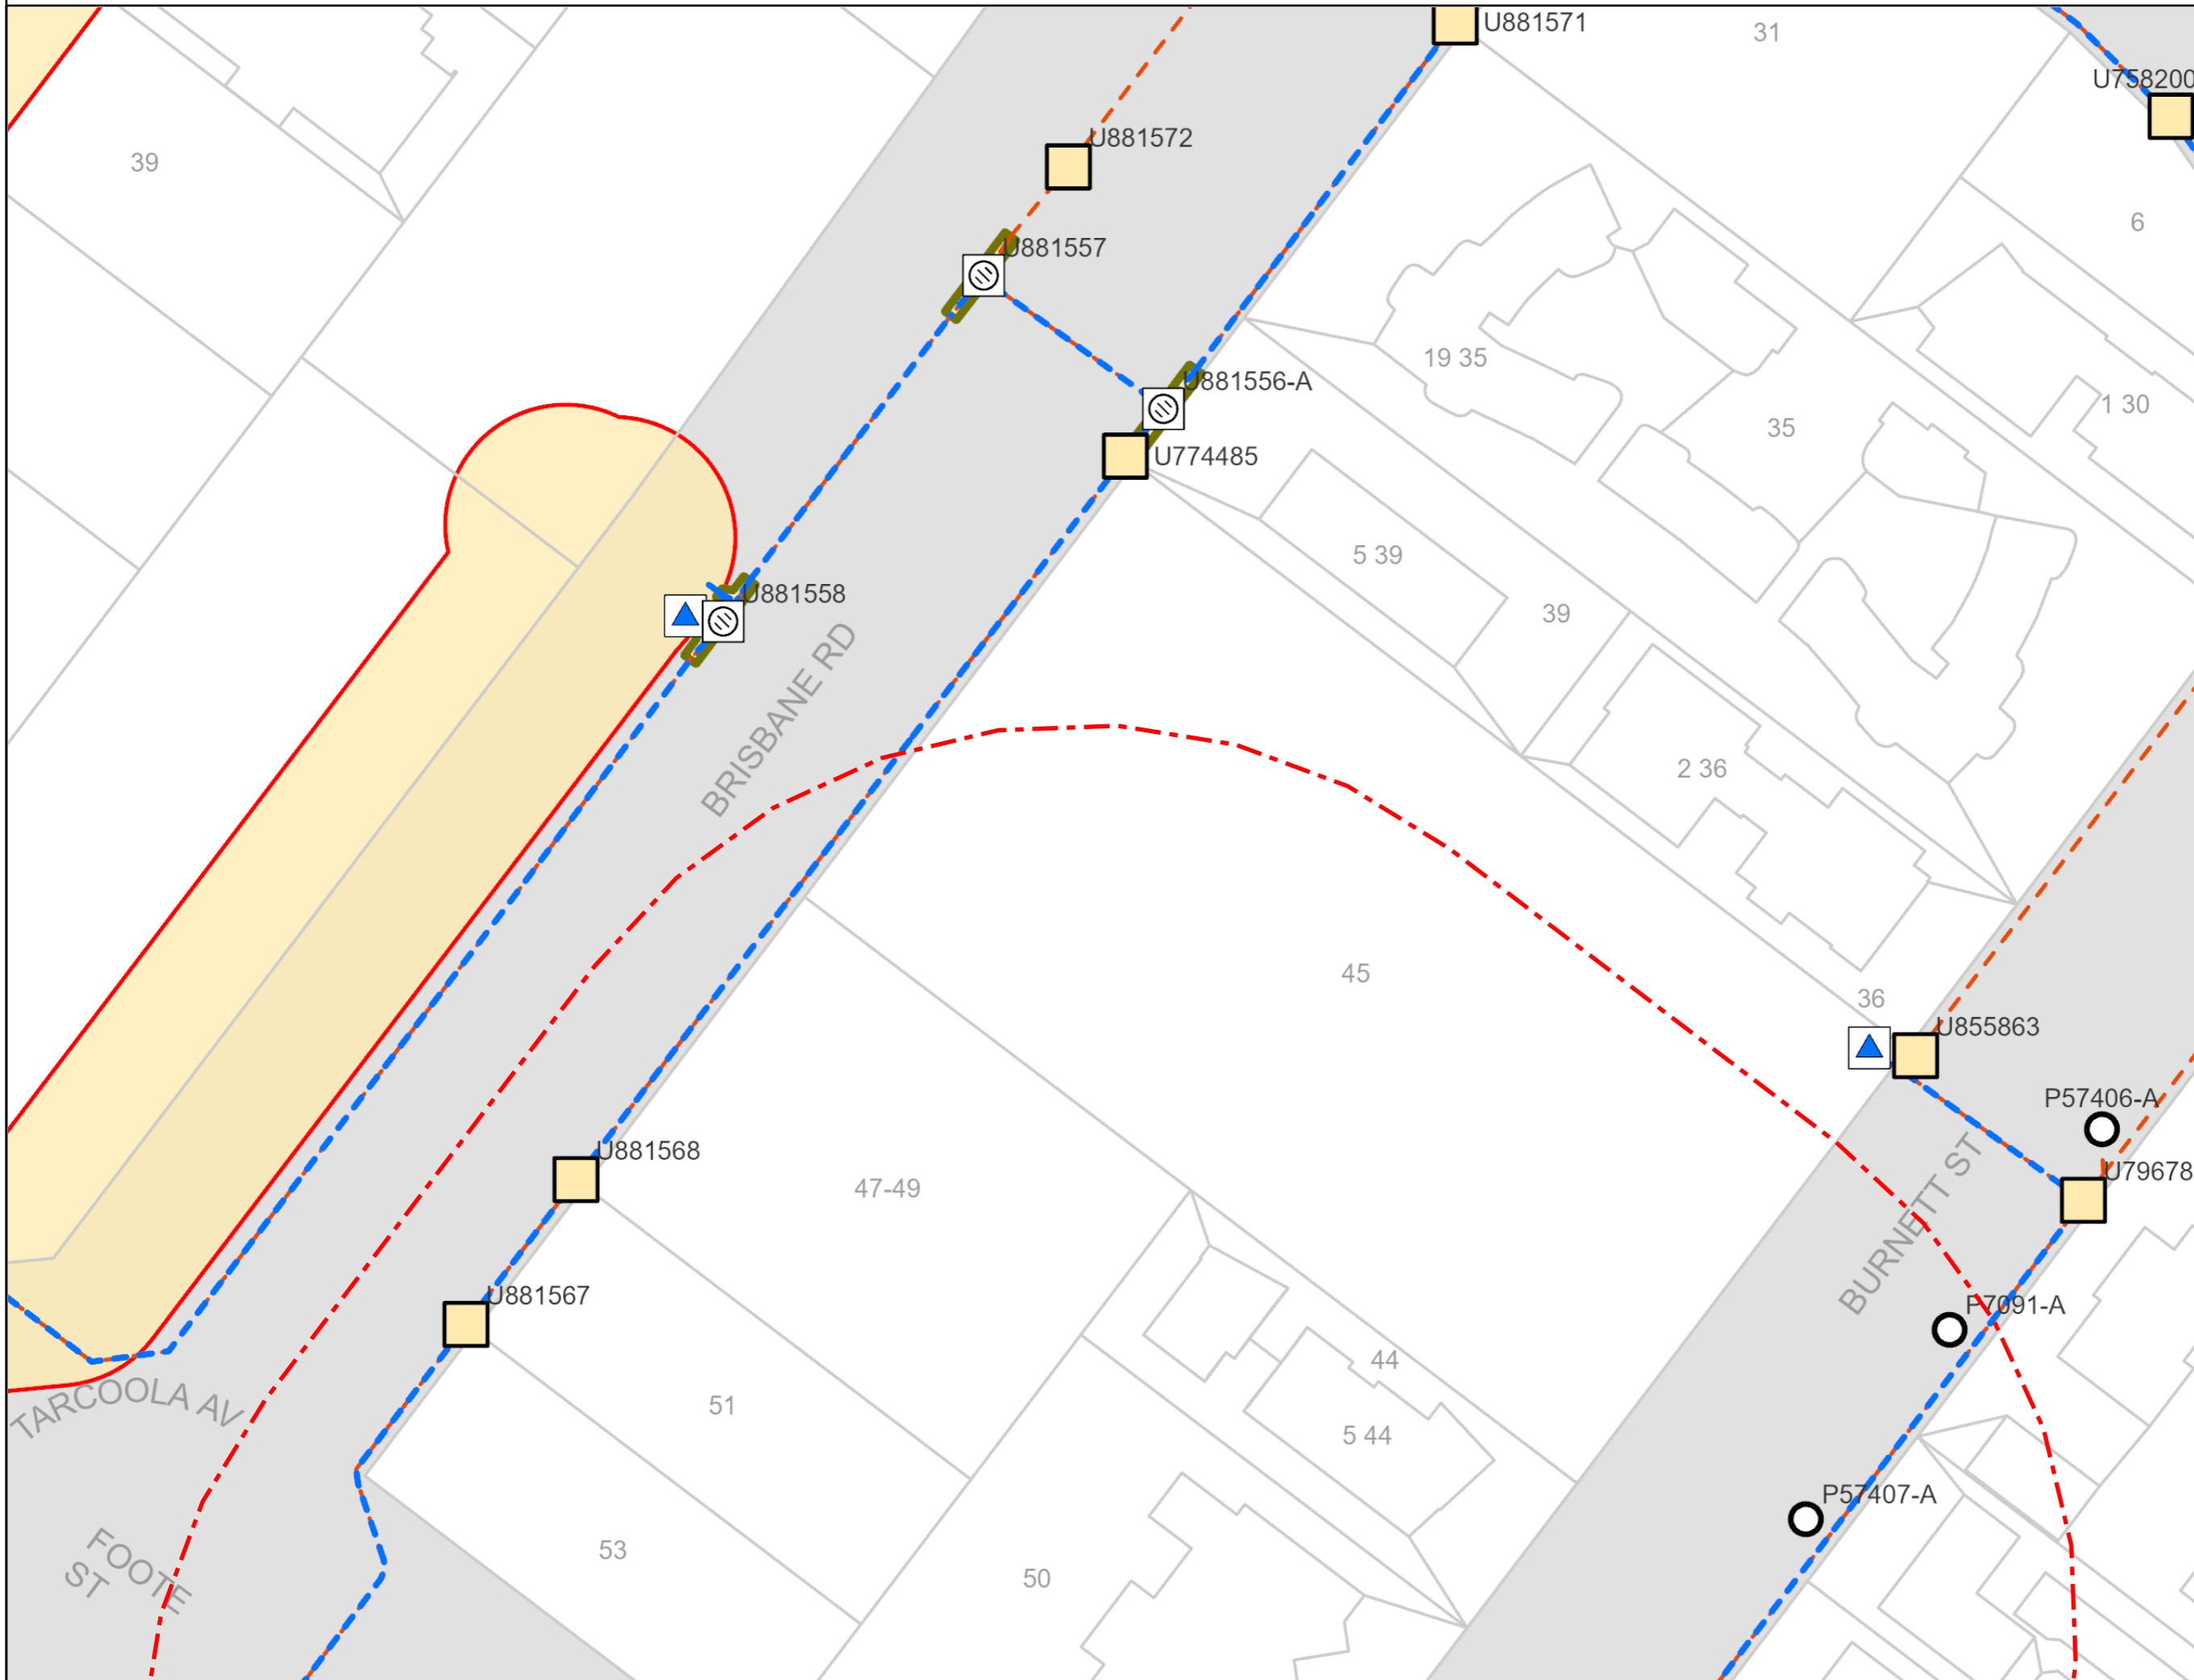 U881571
31
U758200
U881572
39
6
U881557
19 35
U881556-A
1 30
35
U774485
5 39
U881558
39
BRISBANE RD
2 36
45
36
U855863
P57406-A
U881568
U79678
47-49
BURNETT ST
U881567
P7091-A
44
TARCOOLA AV
51
5 44
P57407-A
53
FOOTE
ST
50